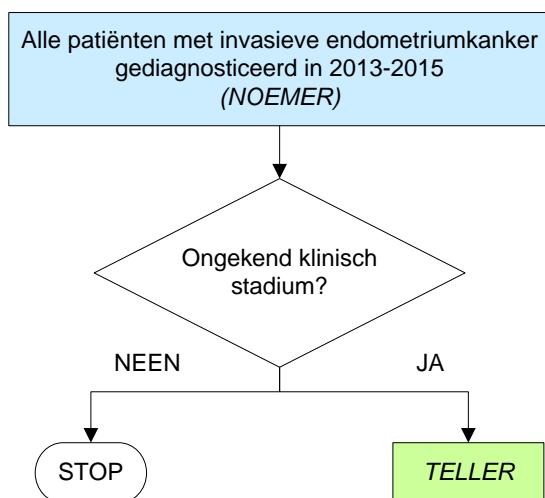 Alle patiënten met invasieve endometriumkanker
gediagnosticeerd in 2013-2015
(NOEMER)
Ongekend klinisch
stadium?
NEEN
JA
STOP
TELLER